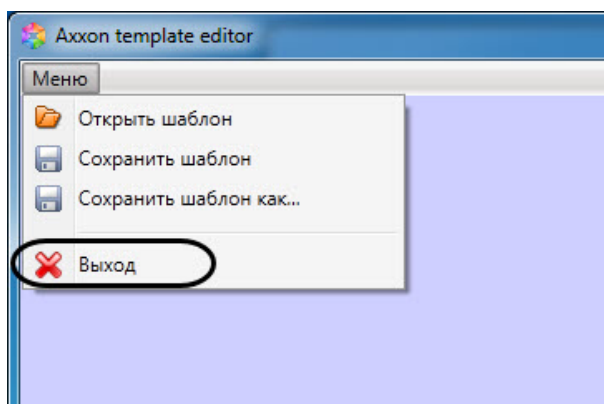 Axxon template editor
Меню
Открыть шаблон
Сохранить шаблон
Сохранить шаблон как...
Выход